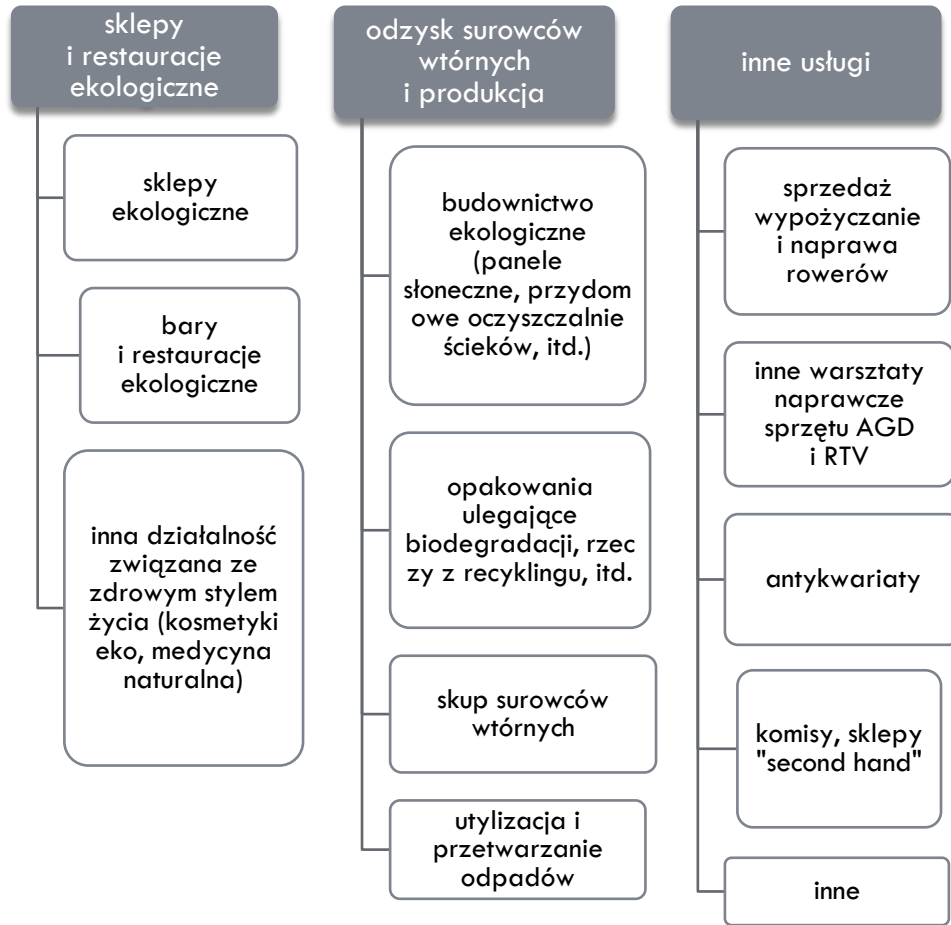 sklepy
i restauracje
ekologiczne
sklepy
ekologiczne
bary
i restauracje
ekologiczne
inna działalność
związana ze
zdrowym stylem
życia (kosmetyki
eko, medycyna
naturalna)
odzysk surowców
wtórnych
i produkcja
budownictwo
ekologiczne
(panele
słoneczne, przydom
owe oczyszczalnie
ścieków, itd.)
opakowania
ulegające
biodegradacji, rzec
zy z recyklingu, itd.
skup surowców
wtórnych
utylizacja i
przetwarzanie
odpadów
inne usługi
sprzedaż
wypożyczanie
i naprawa
rowerów
inne warsztaty
naprawcze
sprzętu AGD
i RTV
antykwariaty
komisy, sklepy
"second hand"
inne